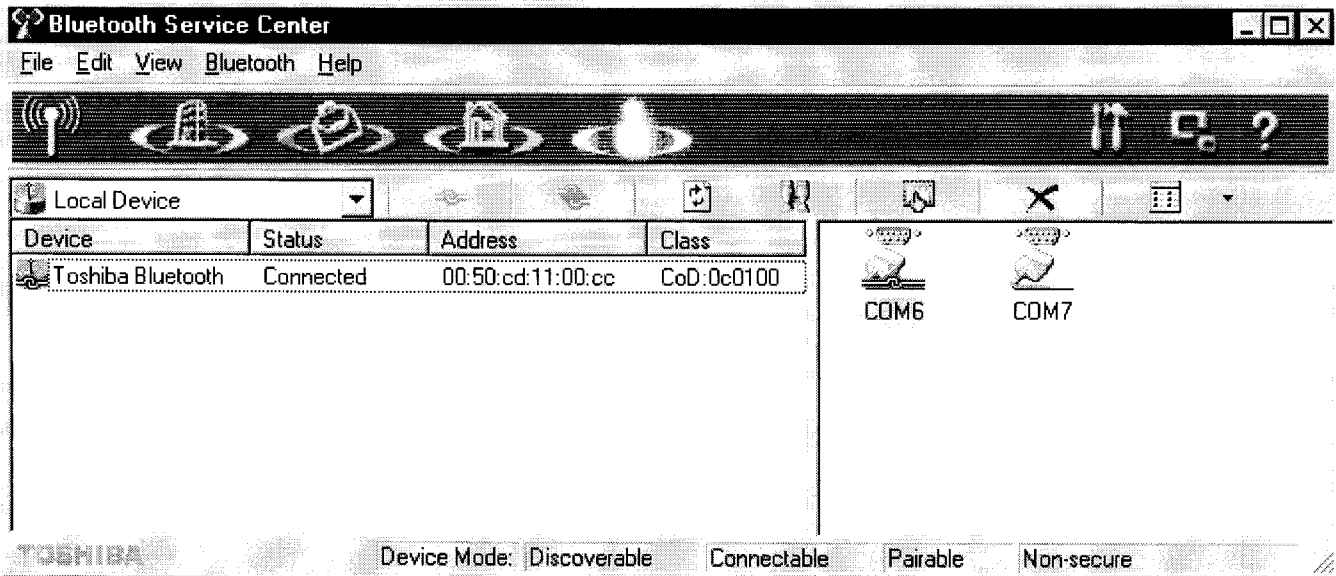 Bluetooth Service Center
File Edit View Bluetooth Help
Local Device
Device Status Address Class
Toshiba Bluetooth Connected 00:50:cd:11:00:cc CoD:0c0100
COM6 COM7
TOSHIBA Device Mode: Discoverable Connectable Pairable Non-secure